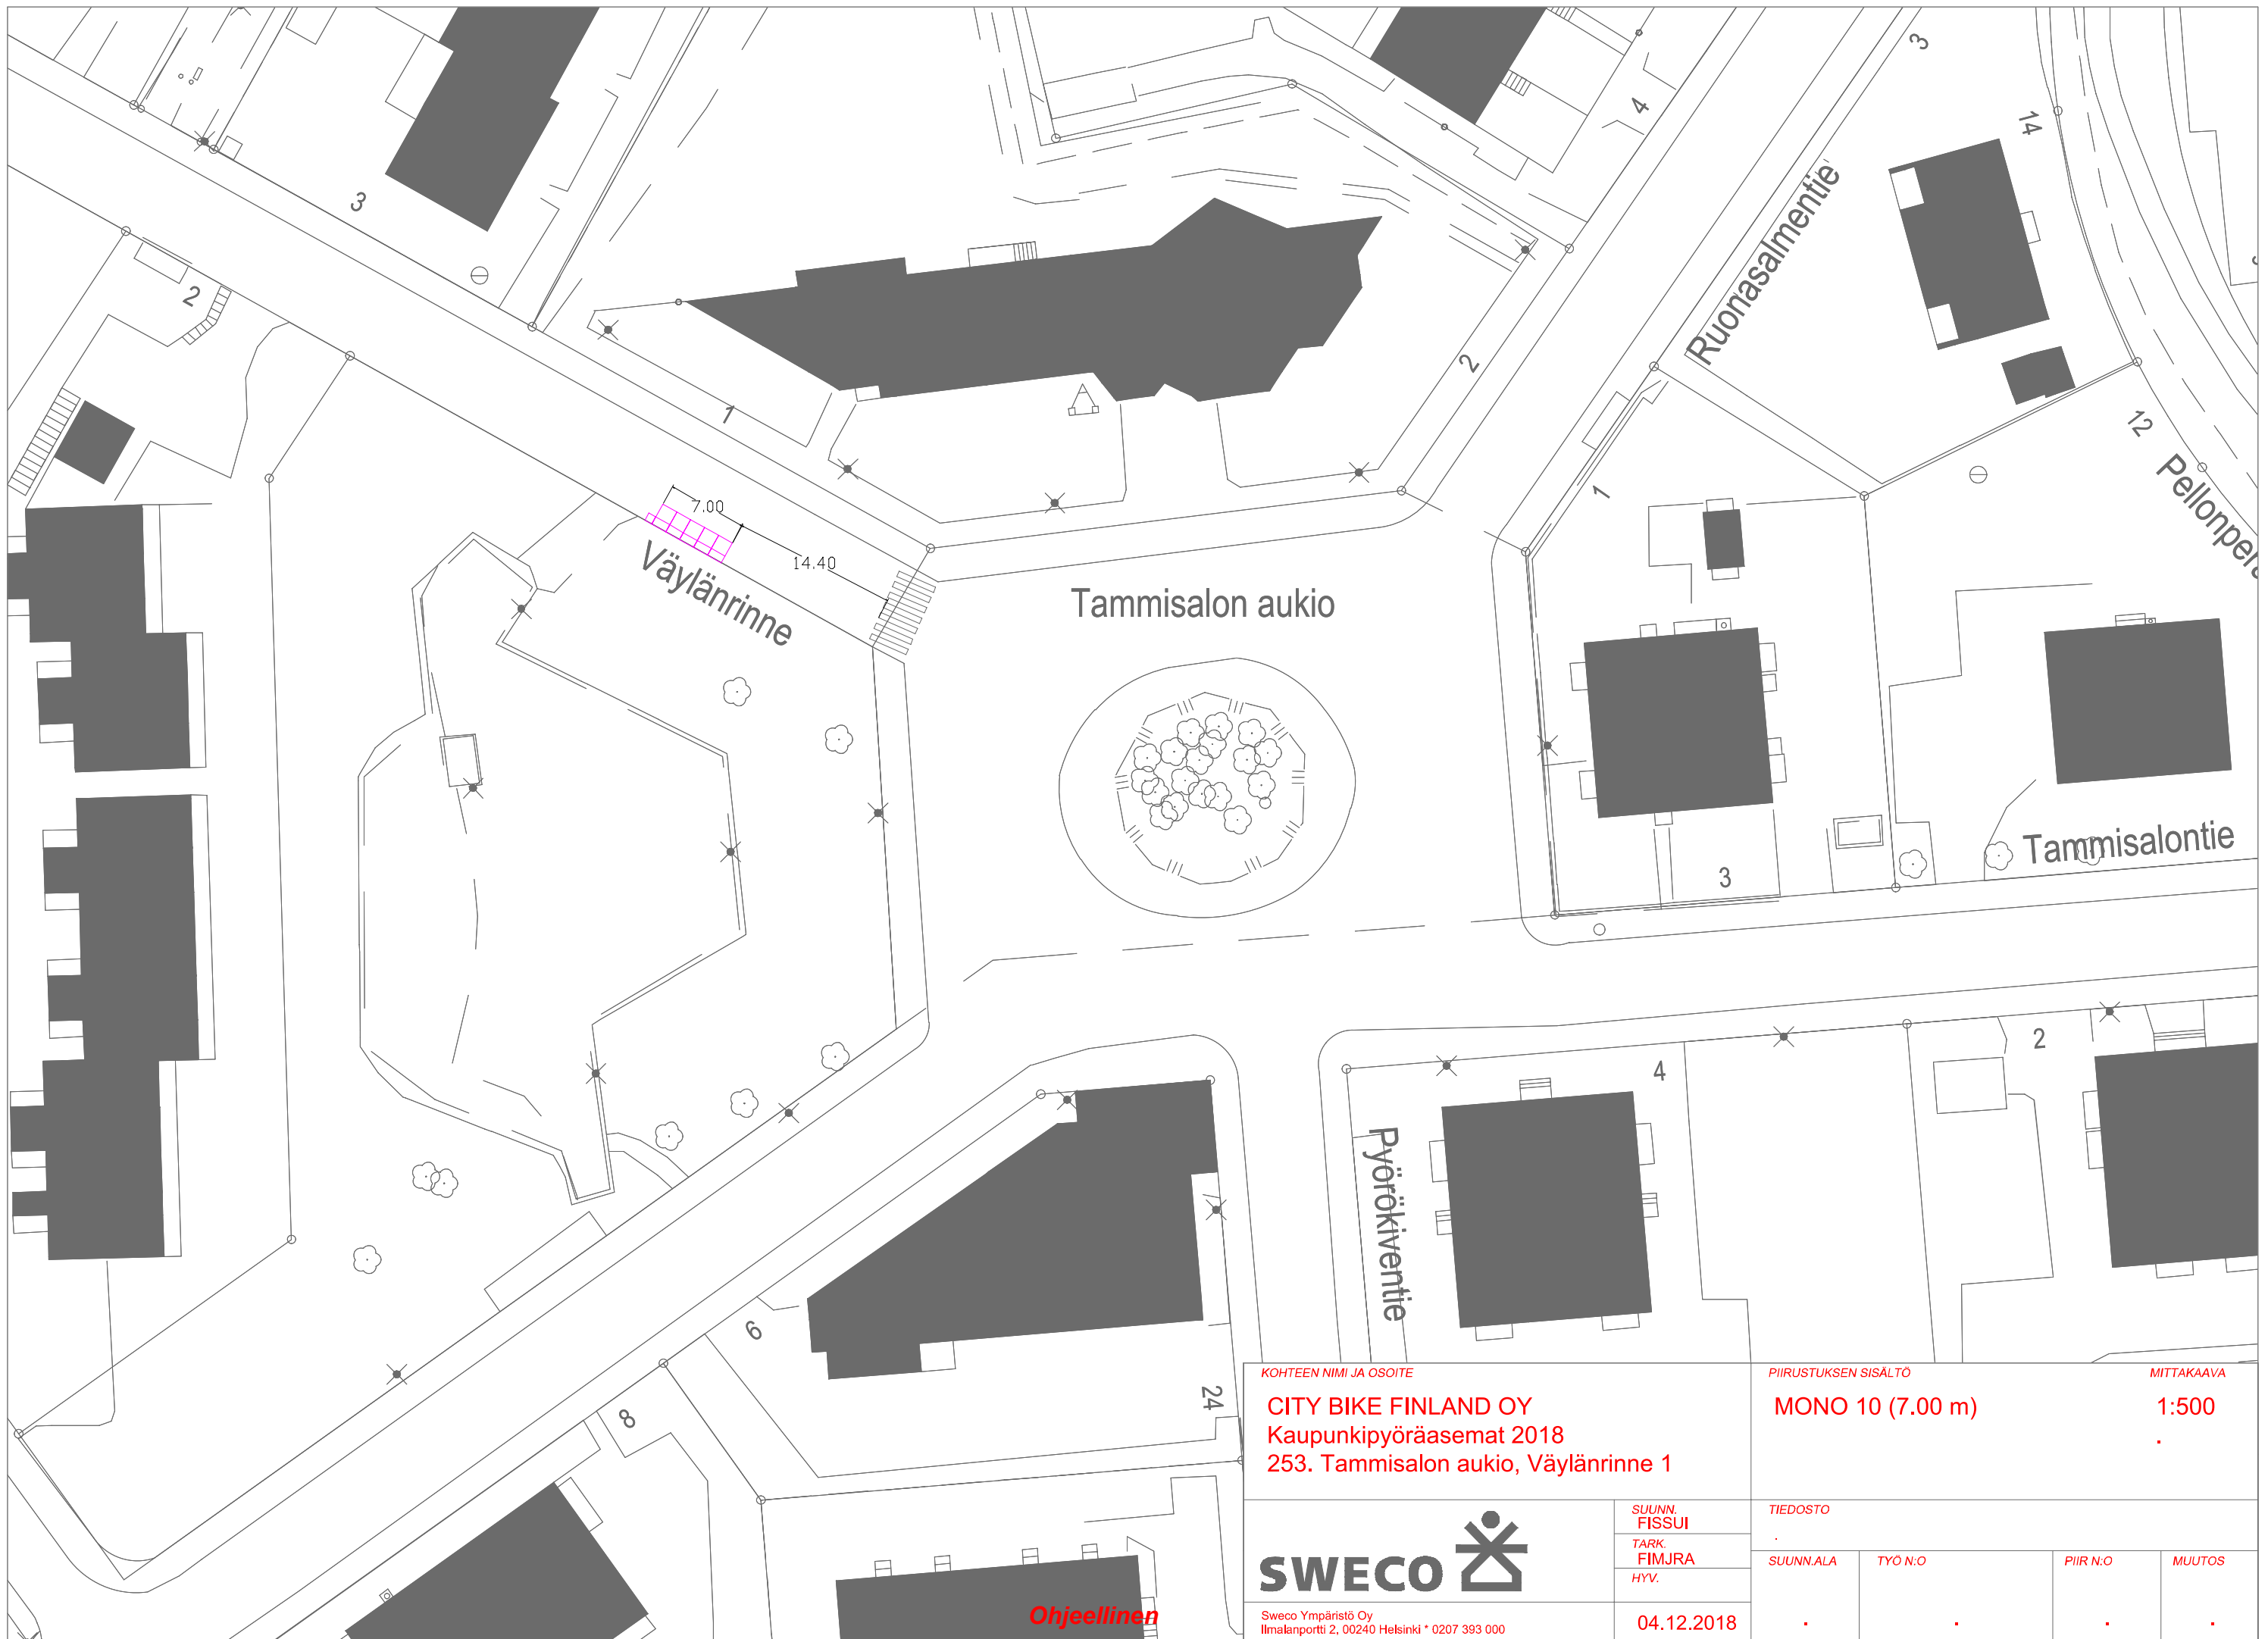 3
4
14
3
Ruonasalmentie
2
2
1
12
1
Pellonperä
7.00
14.40
Väylänrinne
Tammisalon aukio
Tammisalontie
3
2
4
Pyörökiventie
6
24
8
Ohjeellinen
KOHTEEN NIMI JA OSOITE
CITY BIKE FINLAND OY
Kaupunkipyöräasemat 2018
253. Tammisalon aukio, Väylänrinne 1
PIIRUSTUKSEN SISÄLTÖ
MITTAKAAVA
MONO 10 (7.00 m)
1:500
.
SWECO
SUUNN.
FISSUI
TARK.
FIMJRA
HYV.
TIEDOSTO
.
SUUNN.ALA
TYÖ N:O
PIIR N:O
MUUTOS
Sweco Ympäristö Oy
Ilmalanportti 2, 00240 Helsinki * 0207 393 000
04.12.2018
.
.
.
.